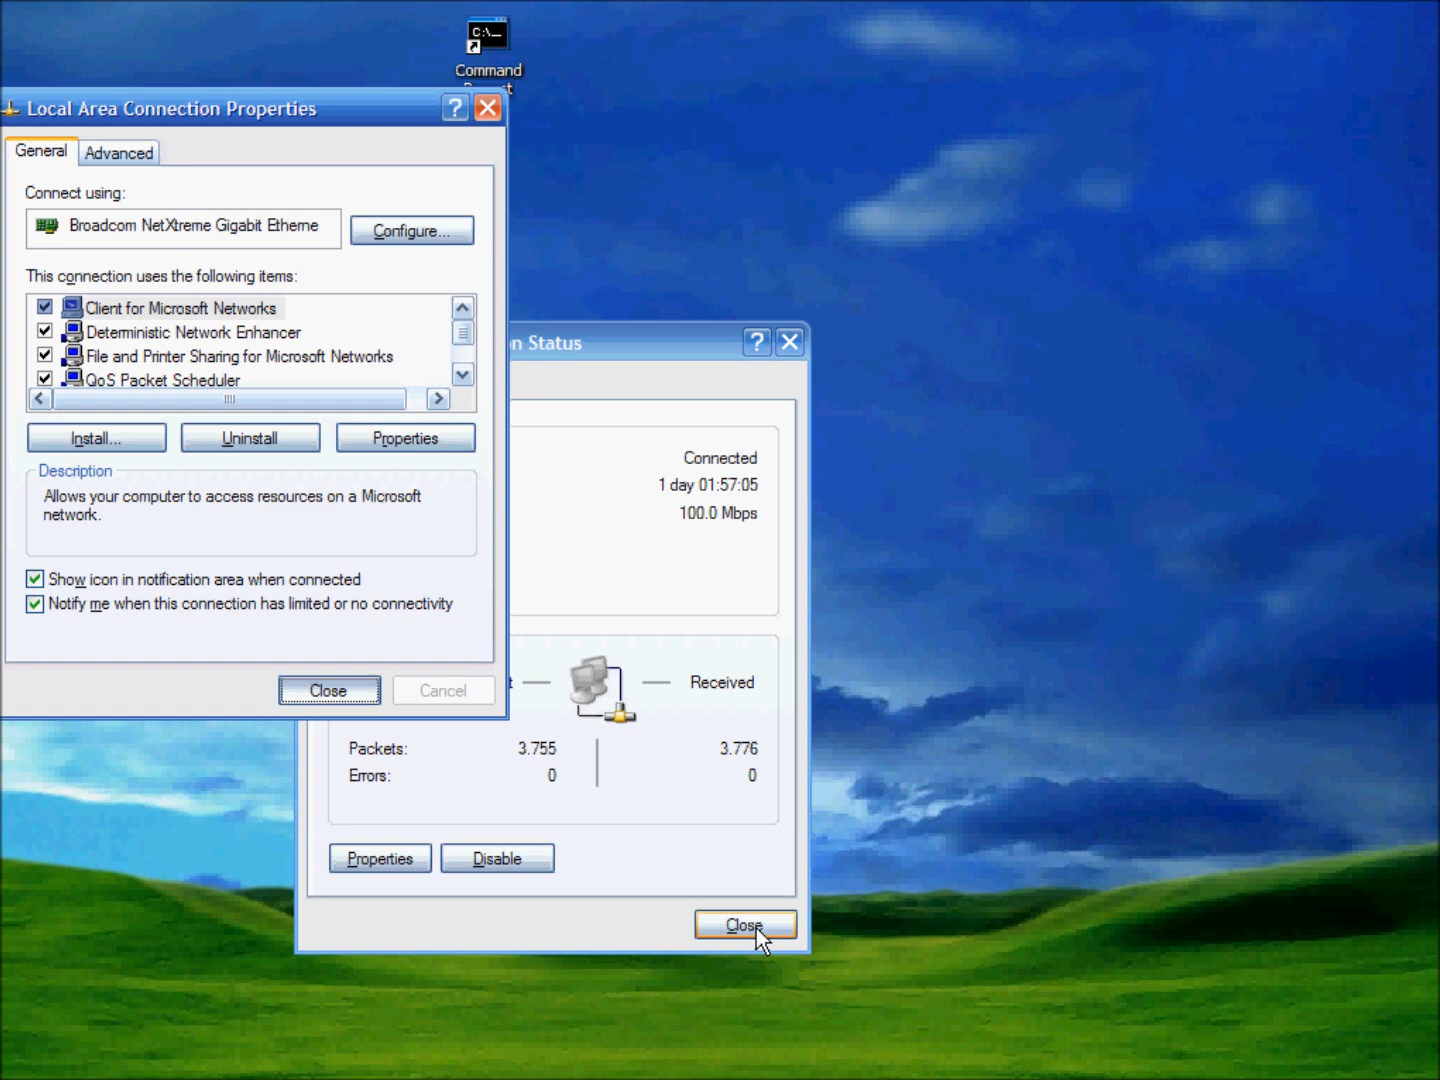 C:\_
Command
Local Area Connection Properties
General
Advanced
Connect using:
Broadcom NetXtreme Gigabit Etherne
Configure...
This connection uses the following items:
Client for Microsoft Networks
Deterministic Network Enhancer
File and Printer Sharing for Microsoft Networks
QoS Packet Scheduler
Install...
Uninstall
Properties
Description
Allows your computer to access resources on a Microsoft
network.
Show icon in notification area when connected
Notify me when this connection has limited or no connectivity
Close
Cancel
n Status
Connected
1 day 01:57:05
100.0 Mbps
t
Received
Packets: 3.755 3.776
Errors: 0 0
Properties
Disable
Close